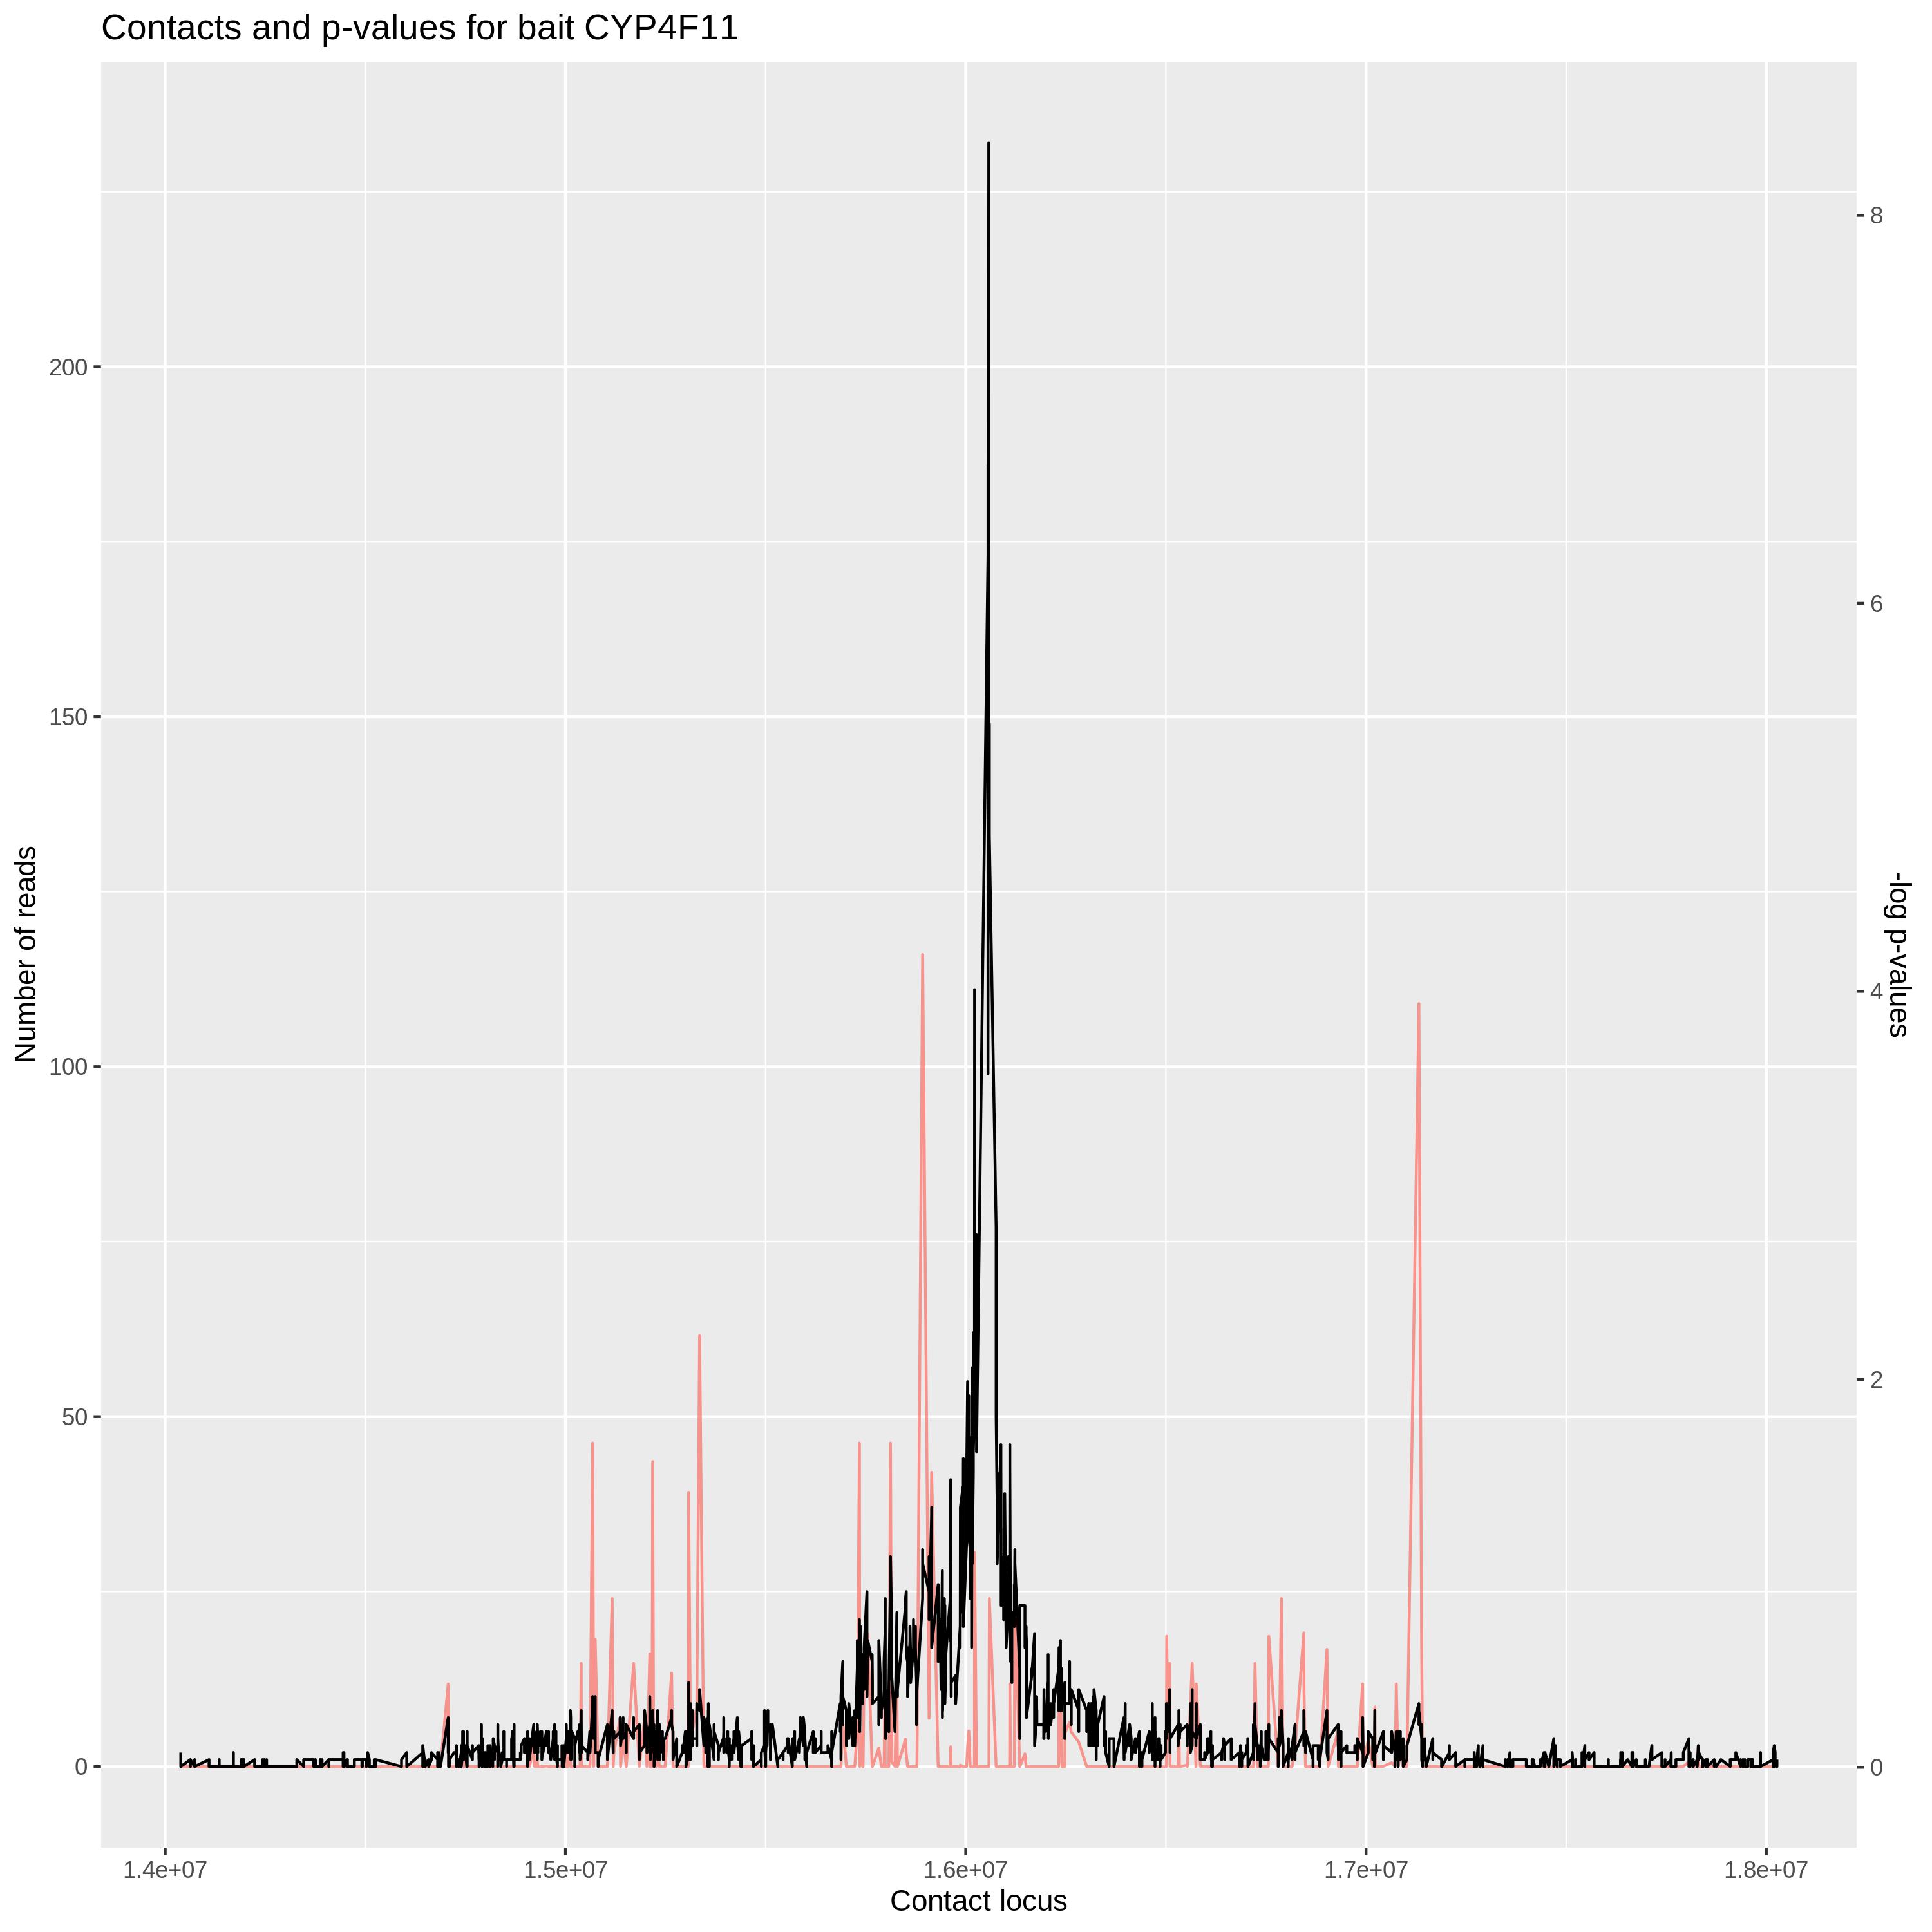 Contacts and p-values for bait CYP4F11
Number of reads
200
150
100
50
0
8
6
4
2
0
-log p-values
1.4e+07 1.5e+07 1.6e+07 1.7e+07 1.8e+07
Contact locus